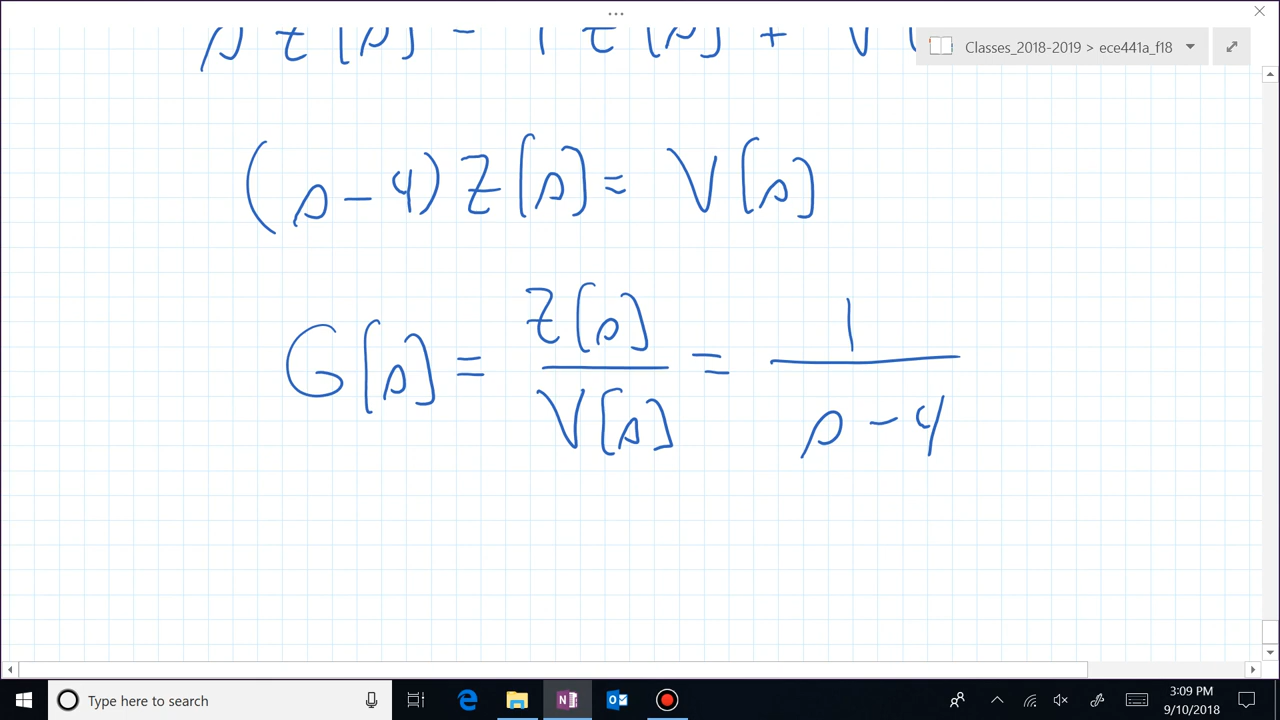 Classes_2018-2019 > ece441a_f18
(s-4) Z[s] = V[s]
G[s] = Z[s] / V[s] = 1 / s-4
Type here to search
3:09 PM
9/10/2018